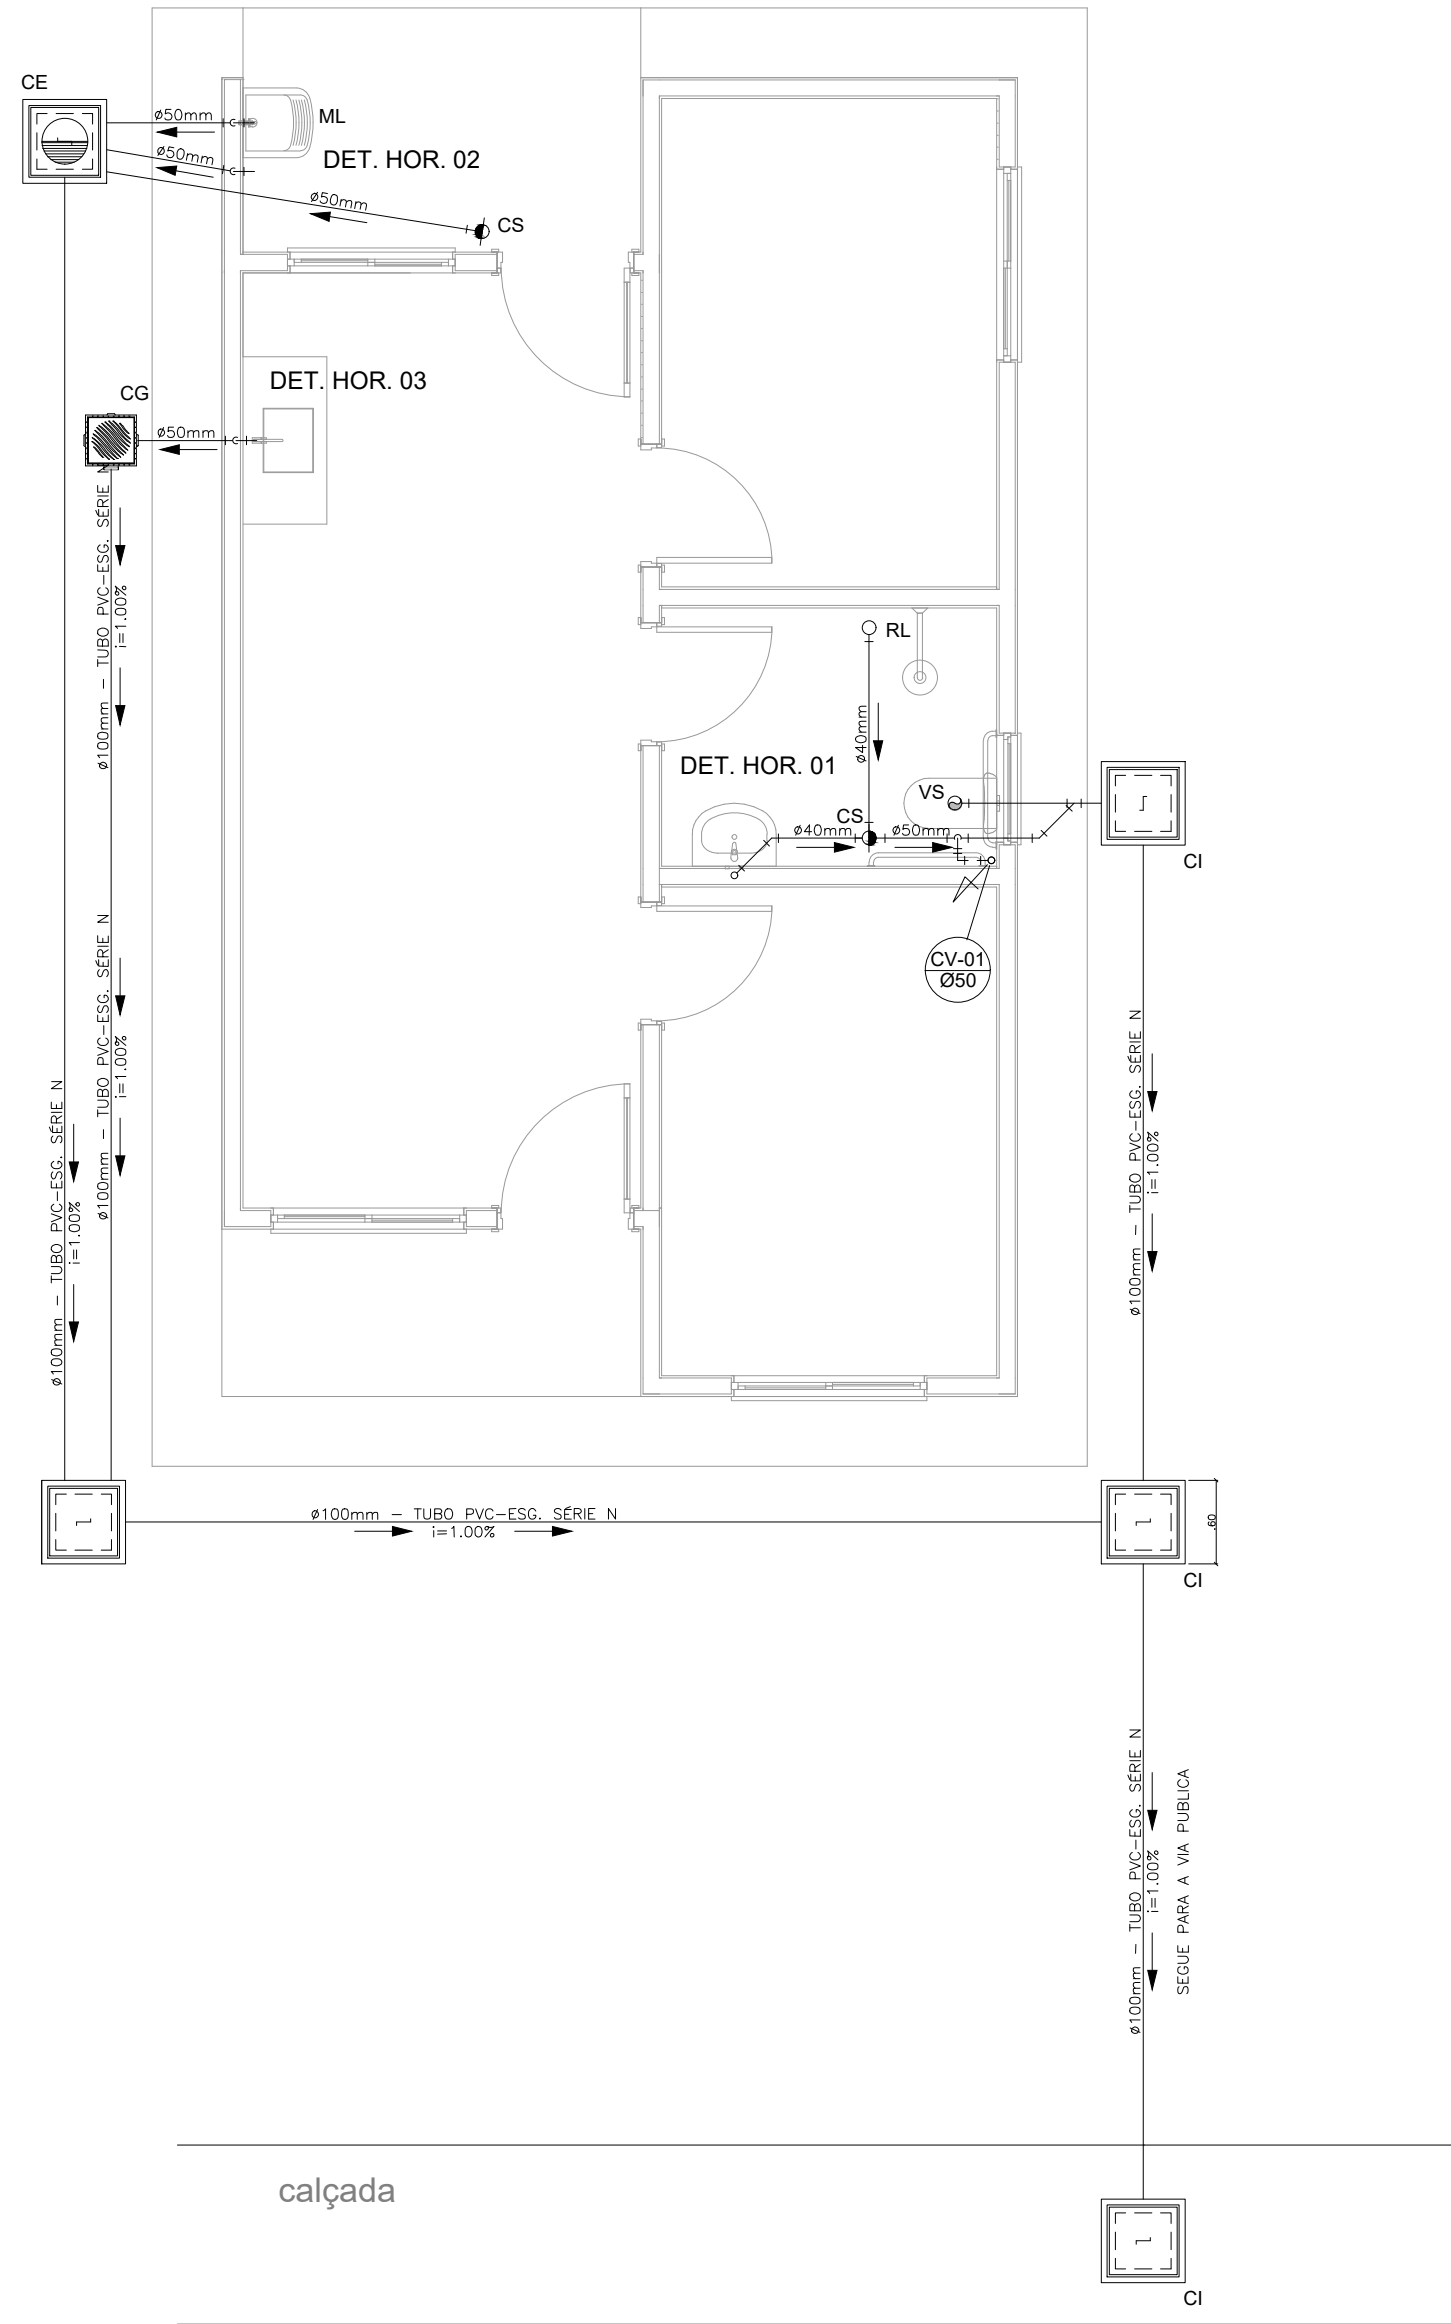 CE
ø50mm
ML
ø50mm
DET. HOR. 02
ø50mm
CS
DET. HOR. 03
CG
ø50mm
ø100mm – TUBO PVC–ESG. SÉRIE N
i=1.00%
RL
ø40mm
DET. HOR. 01
VS
CS
ø40mm
ø50mm
CI
CV-01
Ø50
ø100mm – TUBO PVC–ESG. SÉRIE N
i=1.00%
ø100mm – TUBO PVC–ESG. SÉRIE N
i=1.00%
ø100mm – TUBO PVC–ESG. SÉRIE N
i=1.00%
ø100mm – TUBO PVC–ESG. SÉRIE N
i=1.00%
.60
CI
ø100mm – TUBO PVC–ESG. SÉRIE N
i=1.00%
SEGUE PARA A VIA PUBLICA
calçada
CI